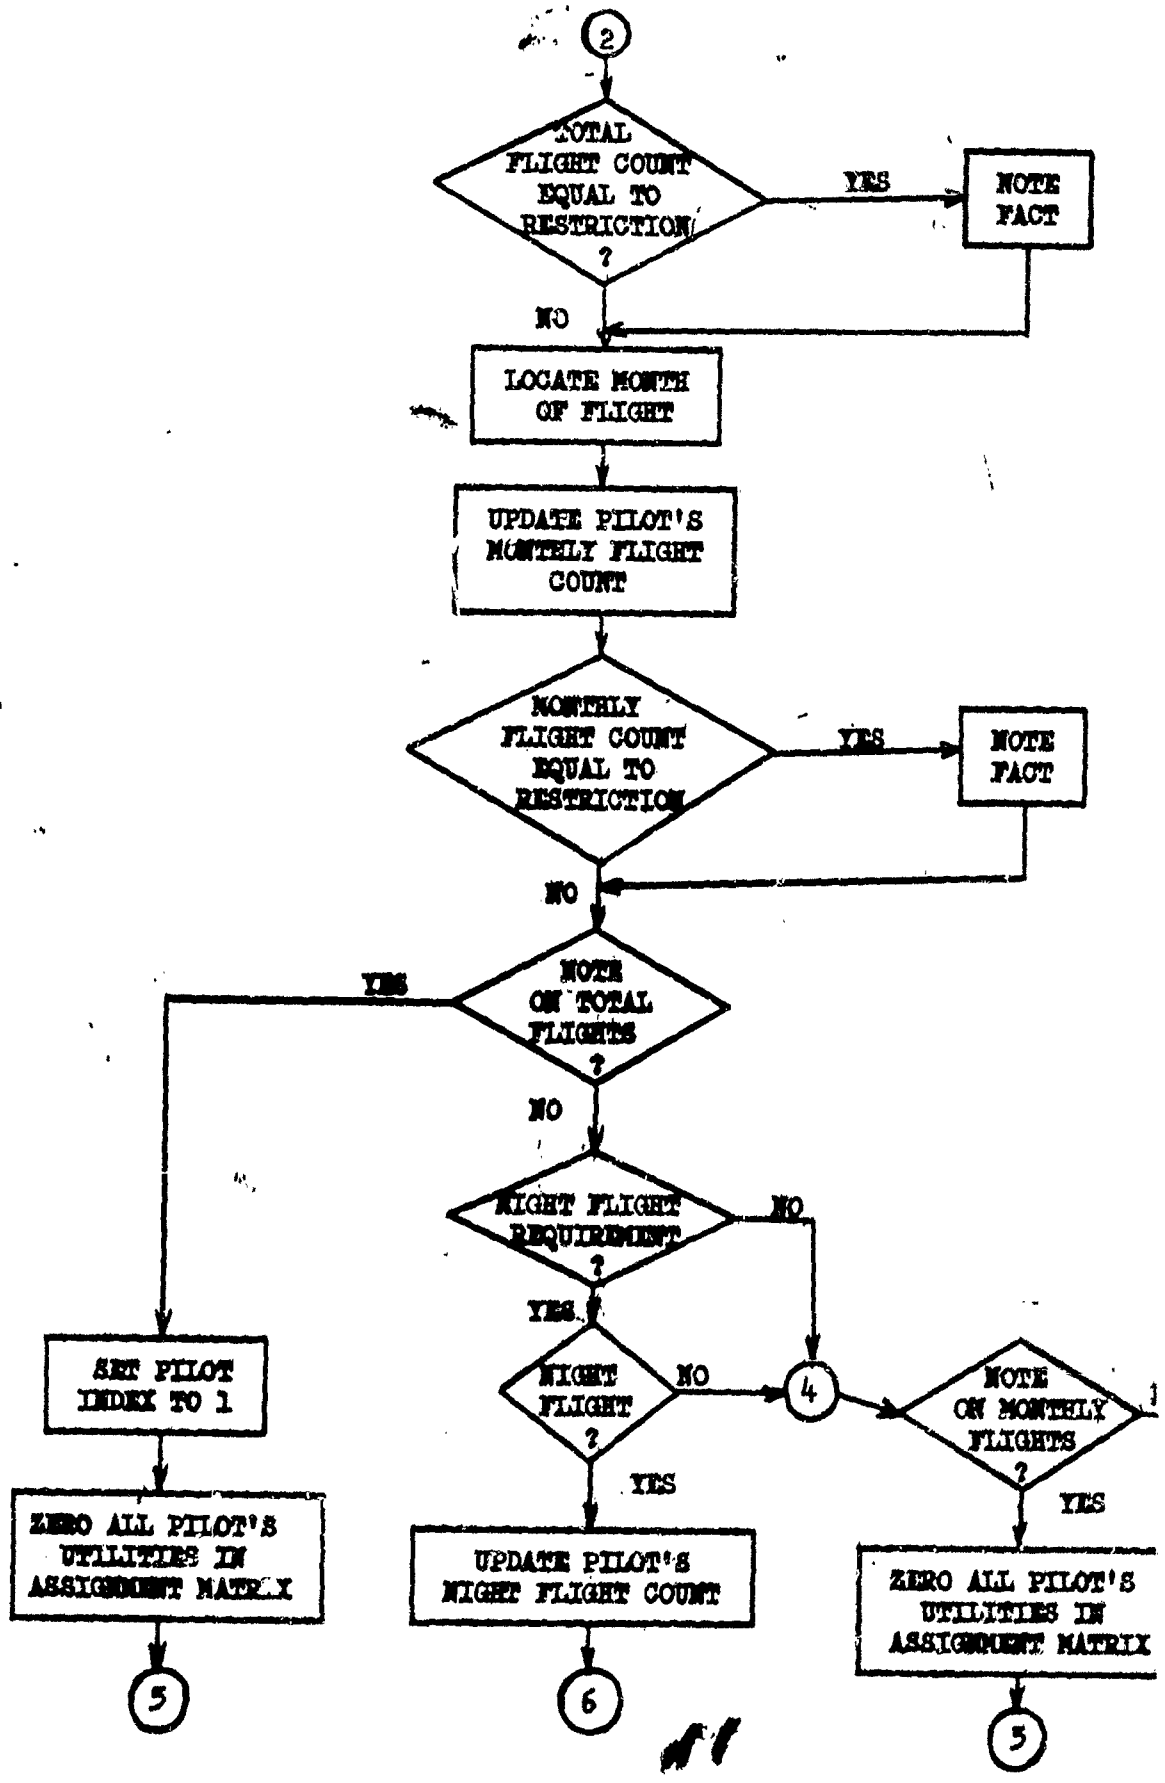 2
TOTAL
FLIGHT COUNT
EQUAL TO
RESTRICTION
?
YES
NOTE
FACT
NO
LOCATE MONTH
OF FLIGHT
UPDATE PILOT'S
MONTHLY FLIGHT
COUNT
MONTHLY
FLIGHT COUNT
EQUAL TO
RESTRICTION
YES
NOTE
FACT
NO
NOTE
ON TOTAL
FLIGHTS
?
YES
NO
NIGHT FLIGHT
REQUIREMENT
?
NO
YES
NIGHT
FLIGHT
?
NO
4
NOTE
ON MONTHLY
FLIGHTS
?
YES
YES
SET PILOT
INDEX TO 1
ZERO ALL PILOT'S
UTILITIES IN
ASSIGNMENT MATRIX
5
UPDATE PILOT'S
NIGHT FLIGHT COUNT
6
ZERO ALL PILOT'S
UTILITIES IN
ASSIGNMENT MATRIX